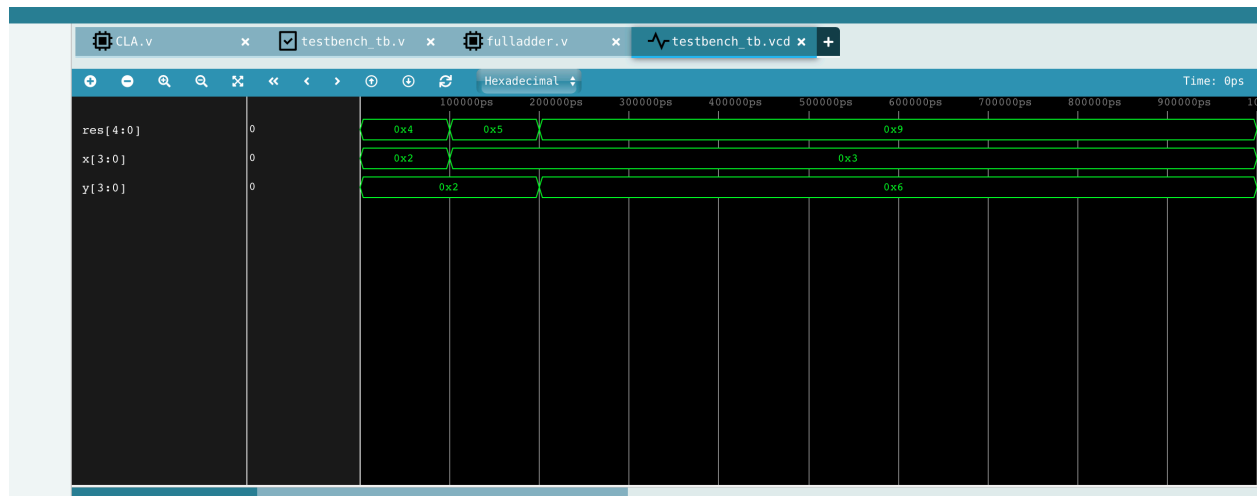 CLA.v × testbench_tb.v × fulladder.v × testbench_tb.vcd × +
Hexadecimal Time: 0ps
100000ps 200000ps 300000ps 400000ps 500000ps 600000ps 700000ps 800000ps 900000ps 10
res[4:0] 0 0x4 0x5 0x9
x[3:0] 0 0x2 0x3
y[3:0] 0 0x2 0x6